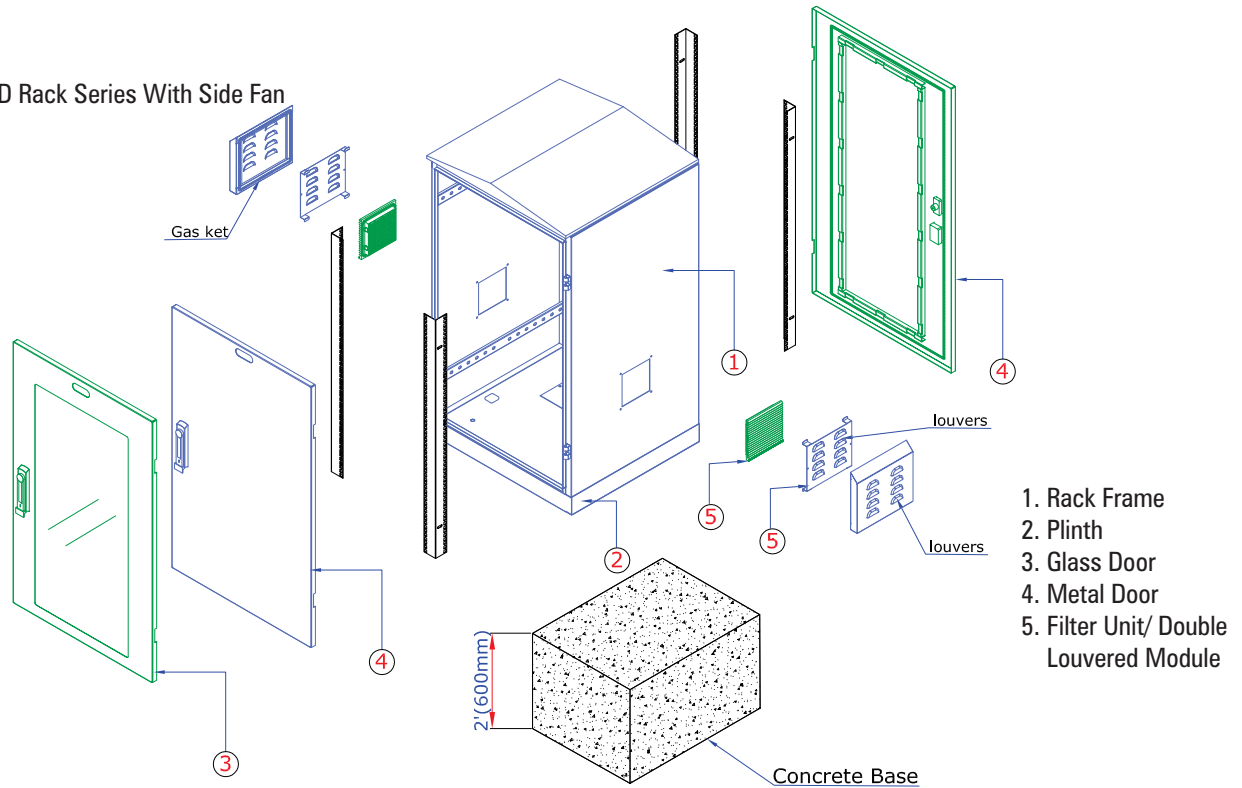 D Rack Series With Side Fan
Gas ket
1
4
louvers
5
5
louvers
2
4
3
2'(600mm)
Concrete Base
1. Rack Frame
2. Plinth
3. Glass Door
4. Metal Door
5. Filter Unit/ Double
Louvered Module